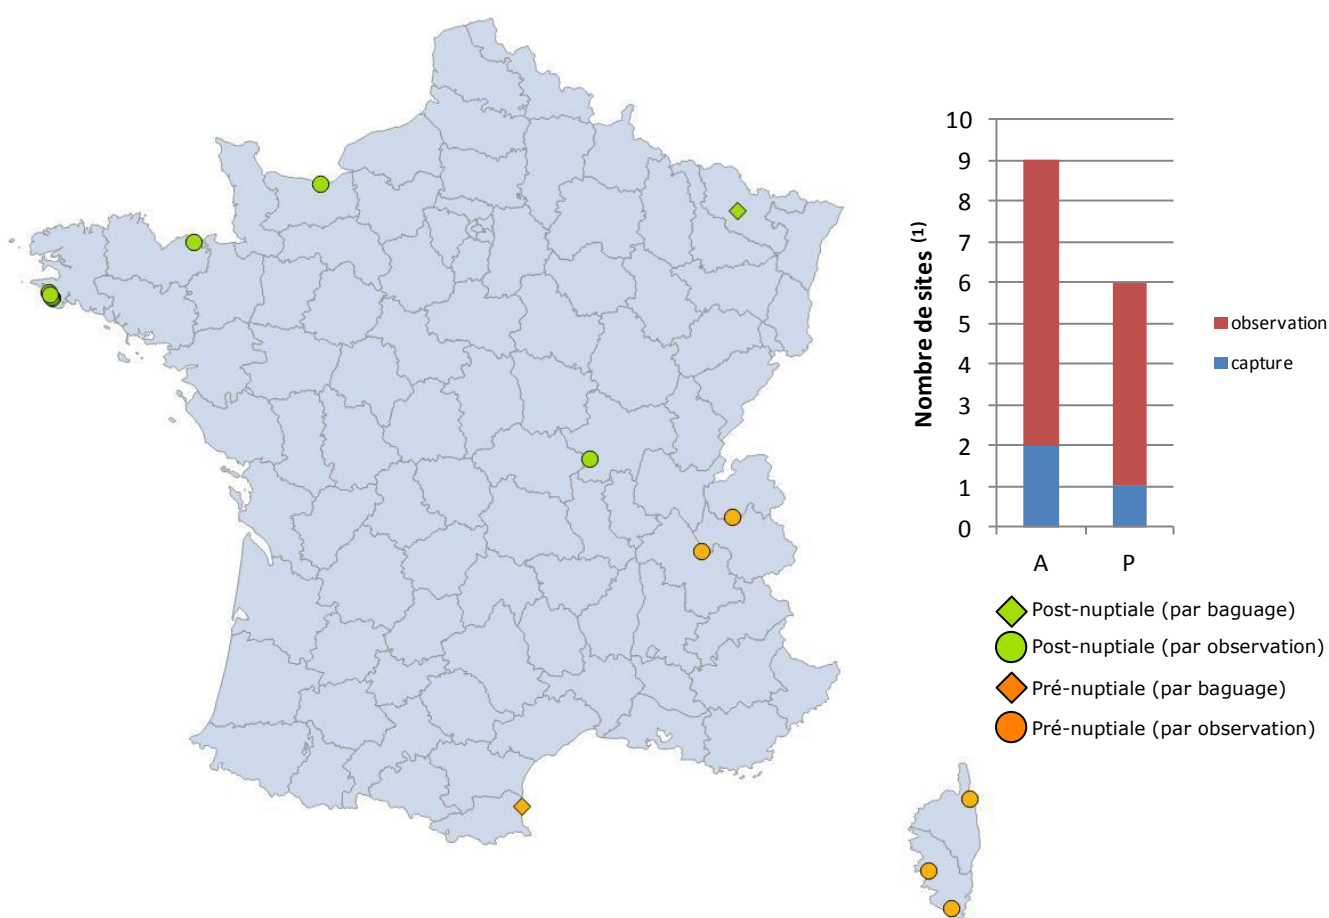 10
9
8
7
6
5
4
3
2
1
0
Nombre de sites (1)
A P
observation
capture
Post-nuptiale (par baguage)
Post-nuptiale (par observation)
Pré-nuptiale (par baguage)
Pré-nuptiale (par observation)